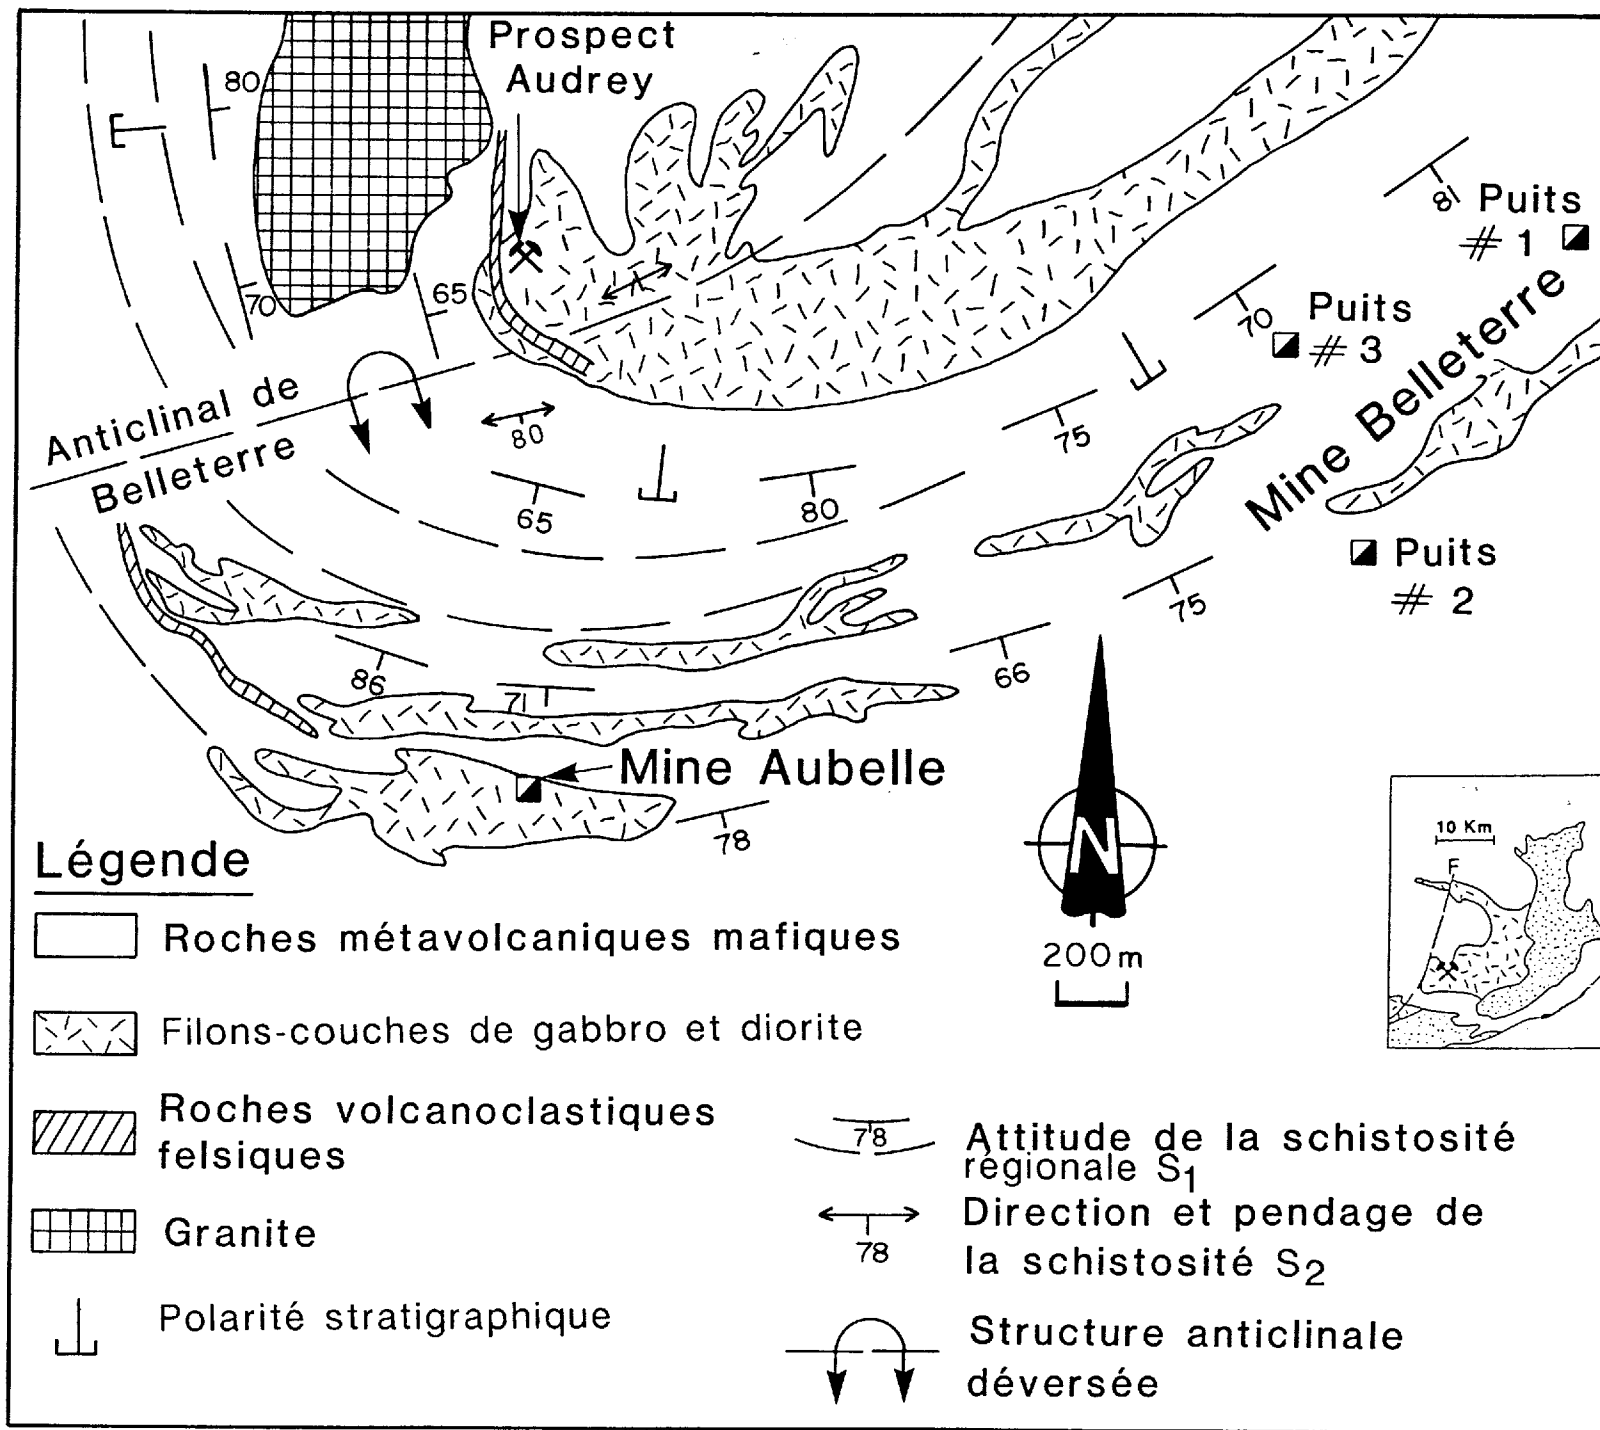 Prospect
Audrey
80
E
70
65
81
Puits
# 1
70
Puits
# 3
Mine Belleterre
Anticlinal de
Belleterre
80
65
80
75
Puits
# 2
75
86
71
66
Mine Aubelle
78
N
200m
10 Km
F
Légende
Roches métavolcaniques mafiques
Filons-couches de gabbro et diorite
Roches volcanoclastiques
felsiques
Granite
Polarité stratigraphique
78
Attitude de la schistosité
régionale S1
78
Direction et pendage de
la schistosité S2
Structure anticlinale
déversée